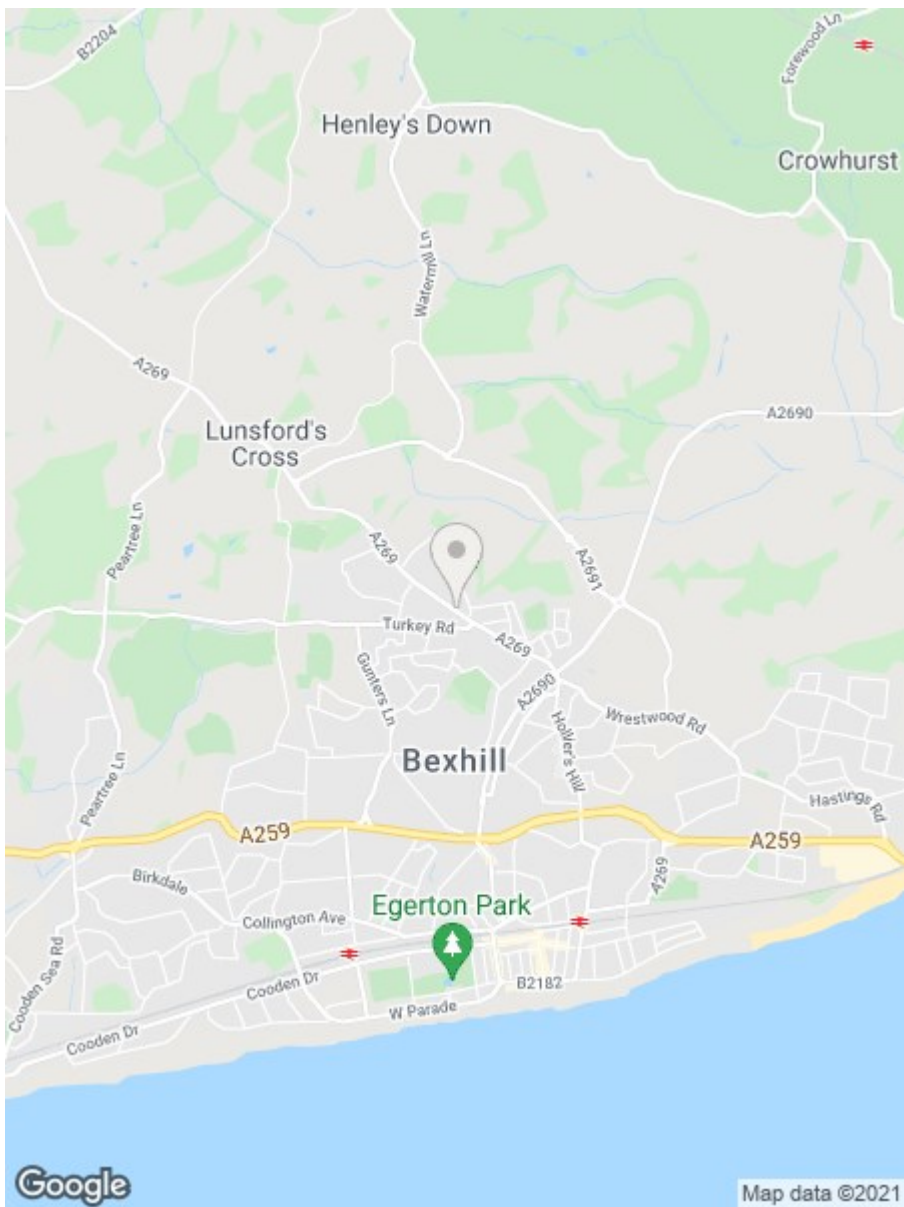 B2204
Forewood Ln
Henley's Down
Crowhurst
Watermill Ln
A269
A2690
Lunsford's
Cross
Peartree Ln
A269
A2691
Turkey Rd
A269
Gunters Ln
A2690
Wrestwood Rd
Holliers Hill
Bexhill
Peartree Ln
Hastings Rd
A259
A259
Birkdale
A269
Egerton Park
Collington Ave
Cooden Sea Rd
Cooden Dr
B2182
W Parade
Cooden Dr
Google
Map data ©2021